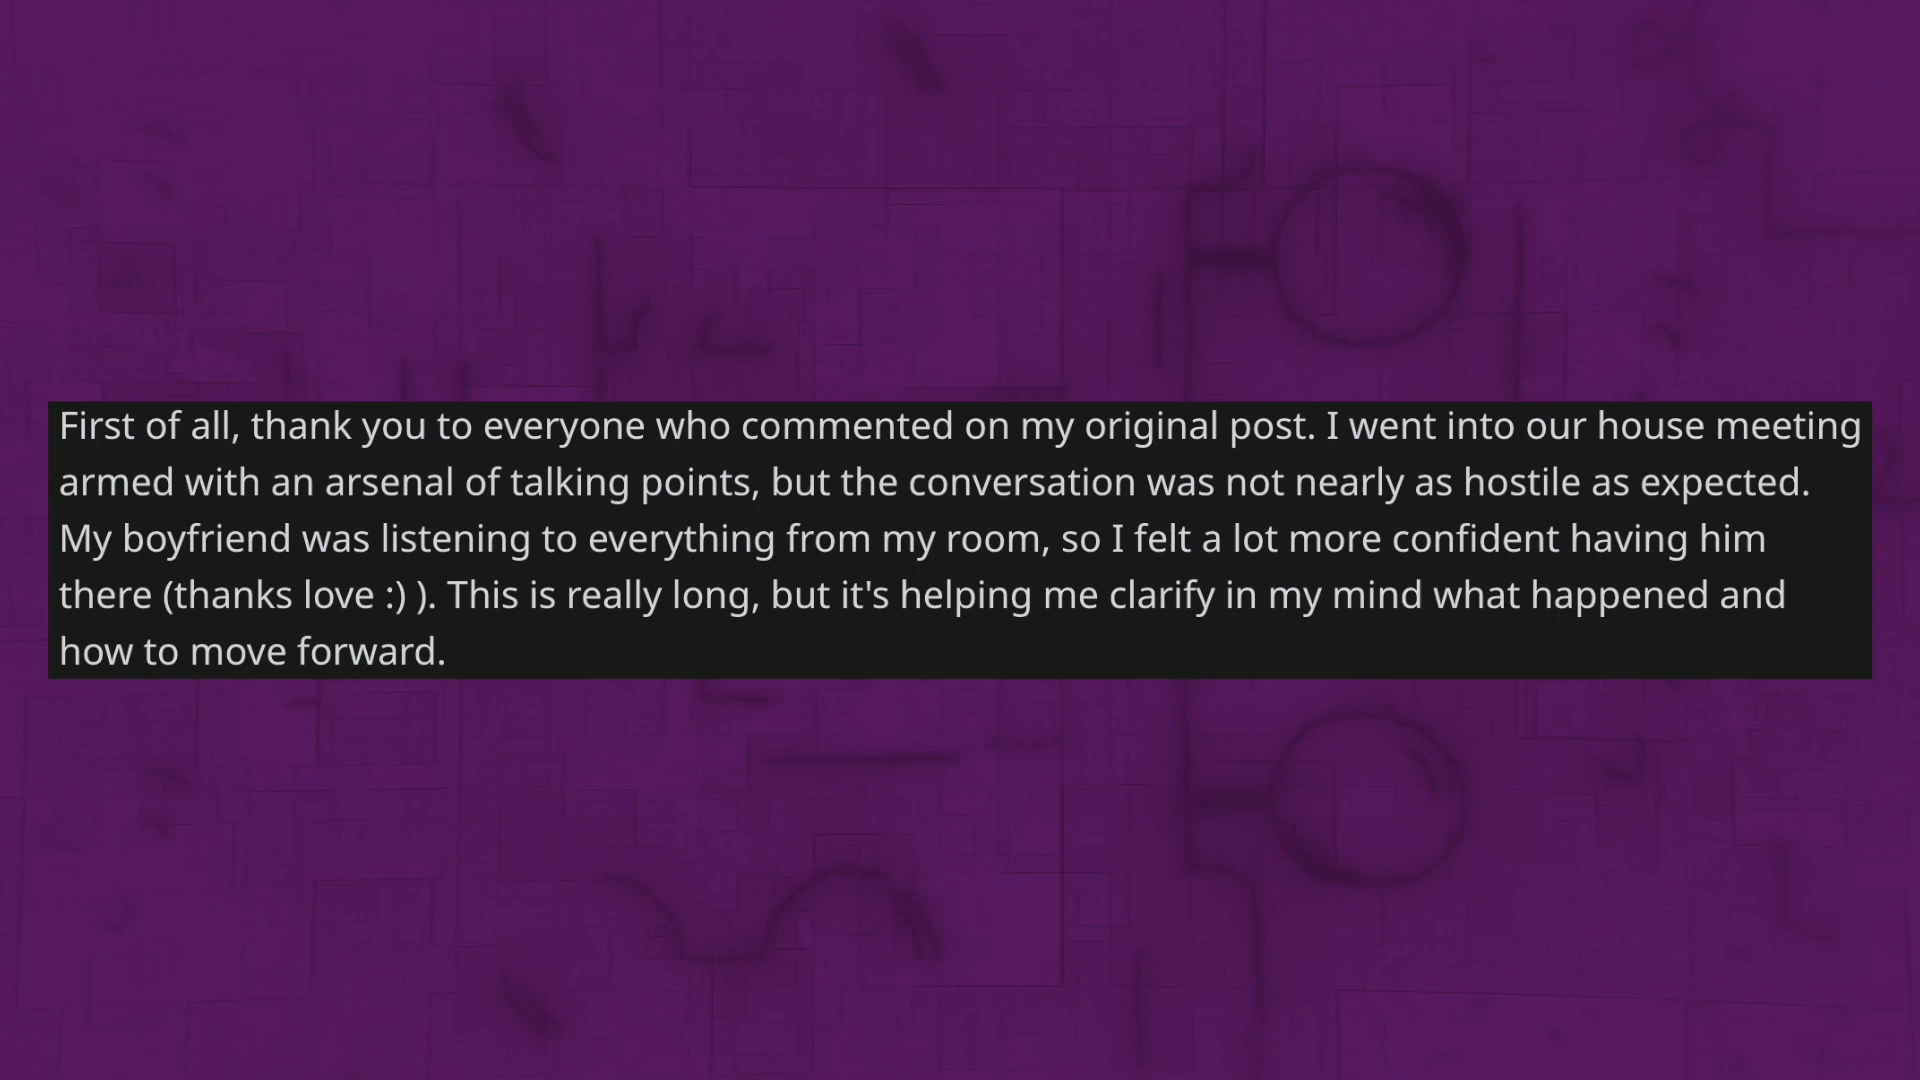 First of all, thank you to everyone who commented on my original post. I went into our house meeting
armed with an arsenal of talking points, but the conversation was not nearly as hostile as expected.
My boyfriend was listening to everything from my room, so I felt a lot more confident having him
there (thanks love :) ). This is really long, but it's helping me clarify in my mind what happened and
how to move forward.